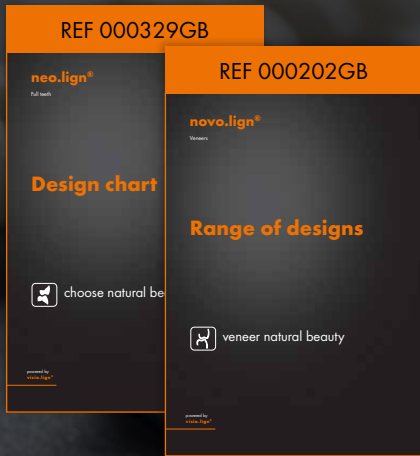 REF 000329GB
neo.lign®
Full teeth
Design chart
choose natural be
powered by
visio.lign®
REF 000202GB
novo.lign®
Veneers
Range of designs
veneer natural beauty
powered by
visio.lign®